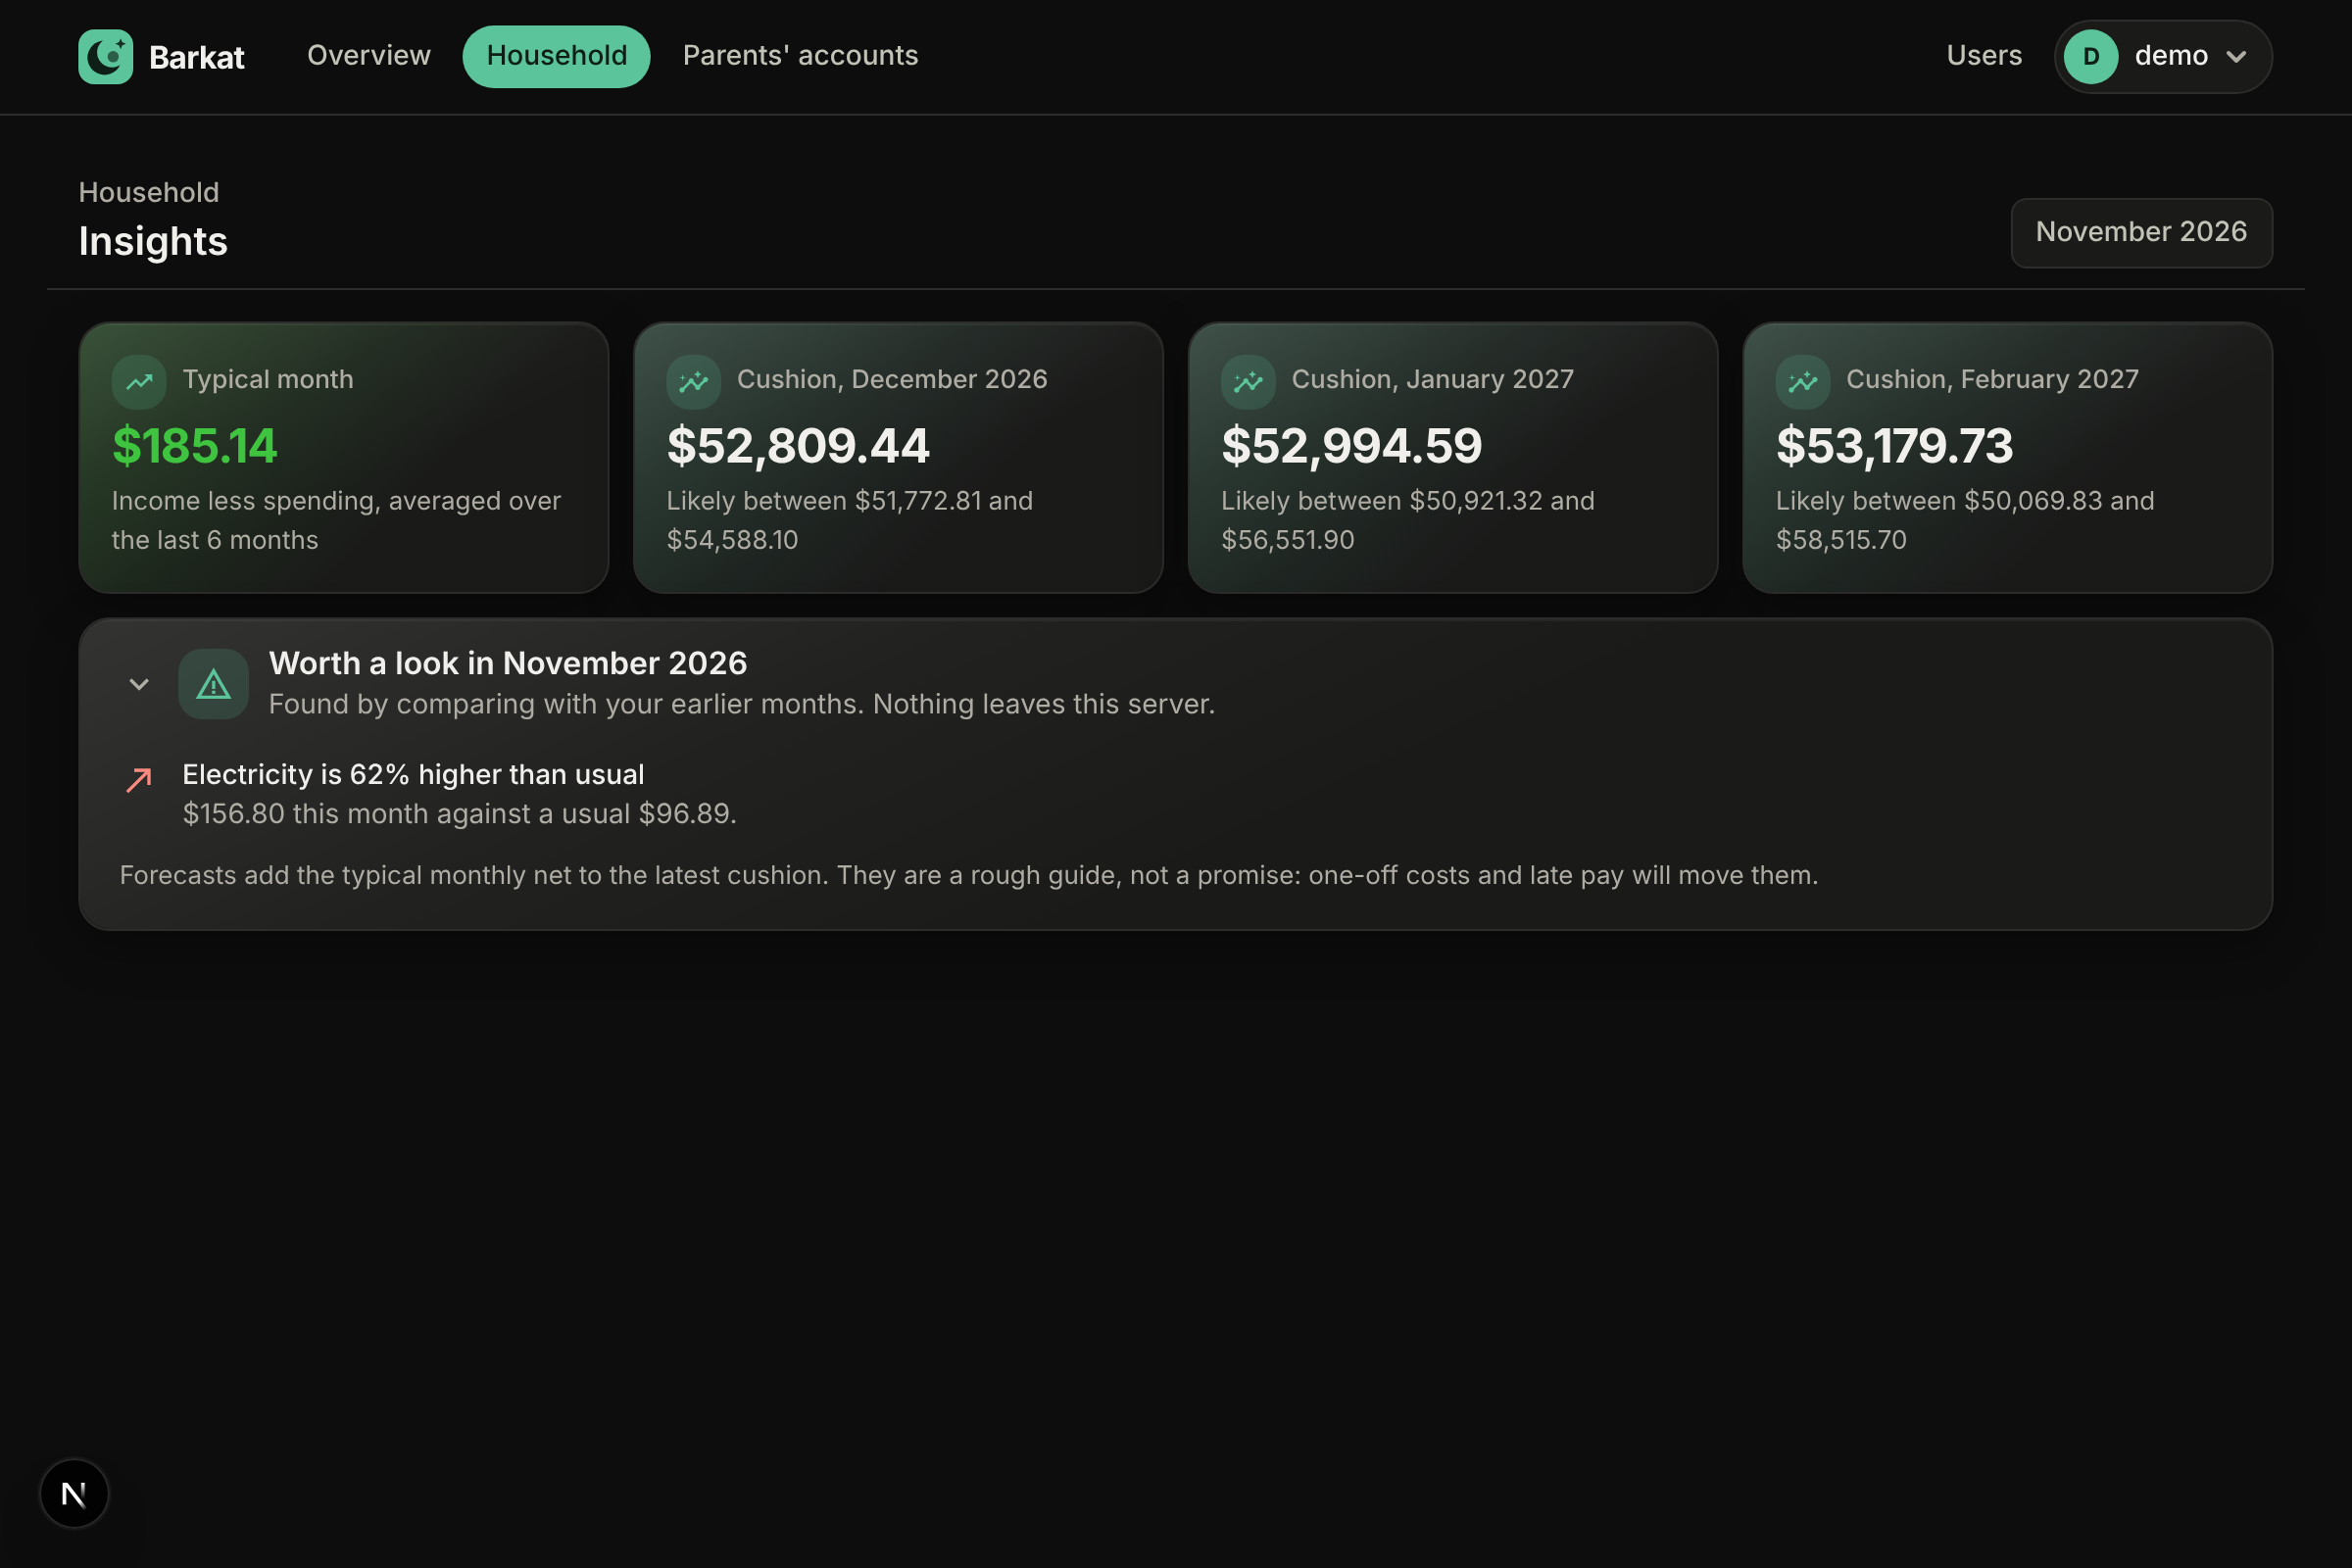 Barkat
Overview
Household
Parents' accounts
Users
D
demo
Household
Insights
November 2026
Typical month
$185.14
Income less spending, averaged over
the last 6 months
Cushion, December 2026
$52,809.44
Likely between $51,772.81 and
$54,588.10
Cushion, January 2027
$52,994.59
Likely between $50,921.32 and
$56,551.90
Cushion, February 2027
$53,179.73
Likely between $50,069.83 and
$58,515.70
Worth a look in November 2026
Found by comparing with your earlier months. Nothing leaves this server.
Electricity is 62% higher than usual
$156.80 this month against a usual $96.89.
Forecasts add the typical monthly net to the latest cushion. They are a rough guide, not a promise: one-off costs and late pay will move them.
N